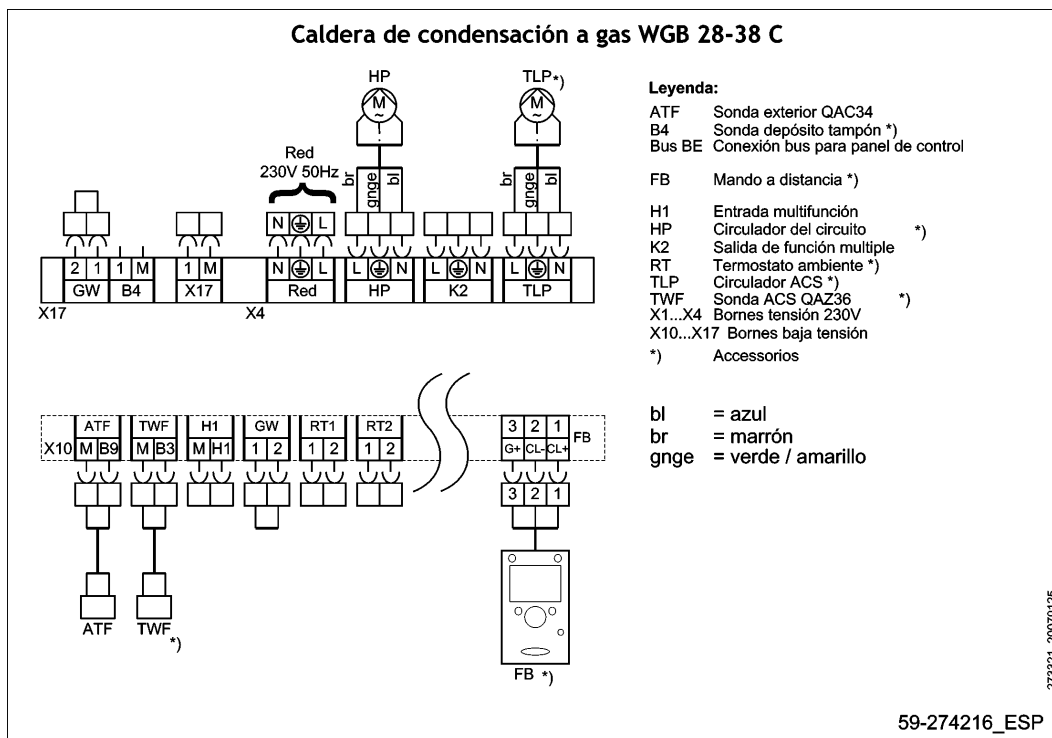 Caldera de condensación a gas WGB 28-38 C
HP
TLP*)
M
~
M
~
Red
230V 50Hz
br
gnge
bl
br
gnge
bl
N L
2 1 1 M 1 M N L L N L N L N
GW B4 X17 Red HP K2 TLP
X17 X4
Leyenda:
ATF Sonda exterior QAC34
B4 Sonda depósito tampón *)
Bus BE Conexión bus para panel de control
FB Mando a distancia *)
H1 Entrada multifunción
HP Circulador del circuito *)
K2 Salida de función multiple
RT Termostato ambiente *)
TLP Circulador ACS *)
TWF Sonda ACS QAZ36 *)
X1...X4 Bornes tensión 230V
X10...X17 Bornes baja tensión
*) Accessorios
bl = azul
br = marrón
gnge = verde / amarillo
ATF TWF H1 GW RT1 RT2 3 2 1
X10 M B9 M B3 M H1 1 2 1 2 1 2 G+ CL- CL+ FB
3 2 1
ATF TWF *)
FB *)
59-274216_ESP